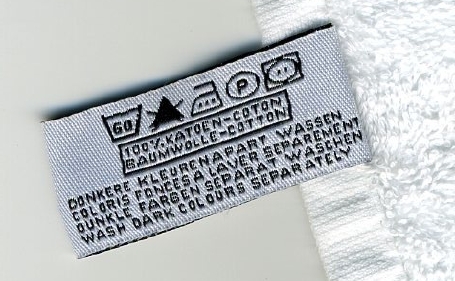 60 P
100% KATOEN-COTON
BAUMWOLLE-COTTON
DONKERE KLEUREN APART WASSEN
COLORIS FONCES A LAVER SEPAREMENT
DUNKLE FARBEN SEPARAT WASCHEN
WASH DARK COLOURS SEPARATELY